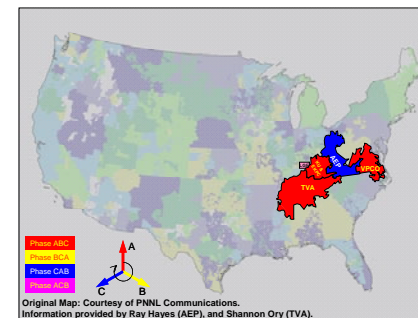 AEP
VPCO
TVA
Phase ABC
Phase BCA
Phase CAB
Phase ACB
A
C
B
Original Map: Courtesy of PNNL Communications.
Information provided by Ray Hayes (AEP), and Shannon Ory (TVA).